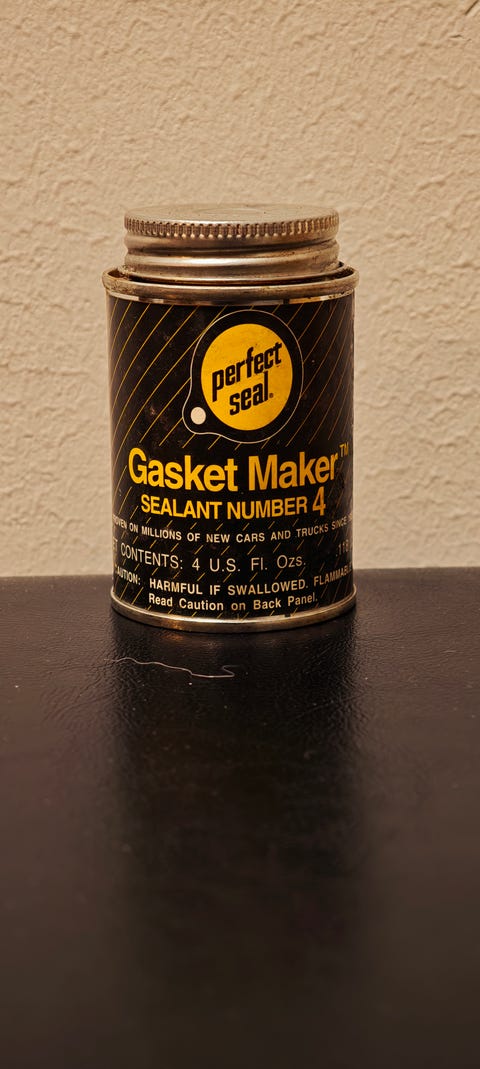 perfect
seal®
Gasket Maker™
SEALANT NUMBER 4
ON MILLIONS OF NEW CARS AND TRUCKS SINCE
CONTENTS: 4 U.S. Fl. Ozs.
HARMFUL IF SWALLOWED. FLAMMABL
Read Caution on Back Panel.